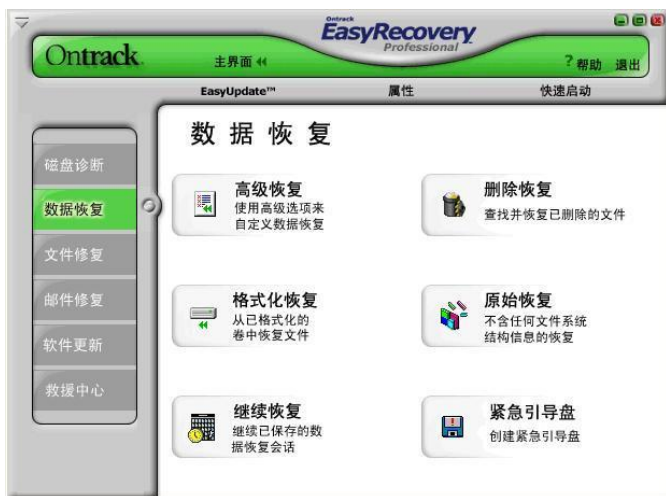 Ontrack
EasyRecovery
Professional
Ontrack
主界面
?帮助 退出
EasyUpdate™ 属性 快速启动
数据恢复
磁盘诊断
数据恢复
文件修复
邮件修复
软件更新
救援中心
高级恢复
使用高级选项来
自定义数据恢复
删除恢复
查找并恢复已删除的文件
格式化恢复
从已格式化的
卷中恢复文件
原始恢复
不含任何文件系统
结构信息的恢复
继续恢复
继续已保存的数
据恢复会话
紧急引导盘
创建紧急引导盘